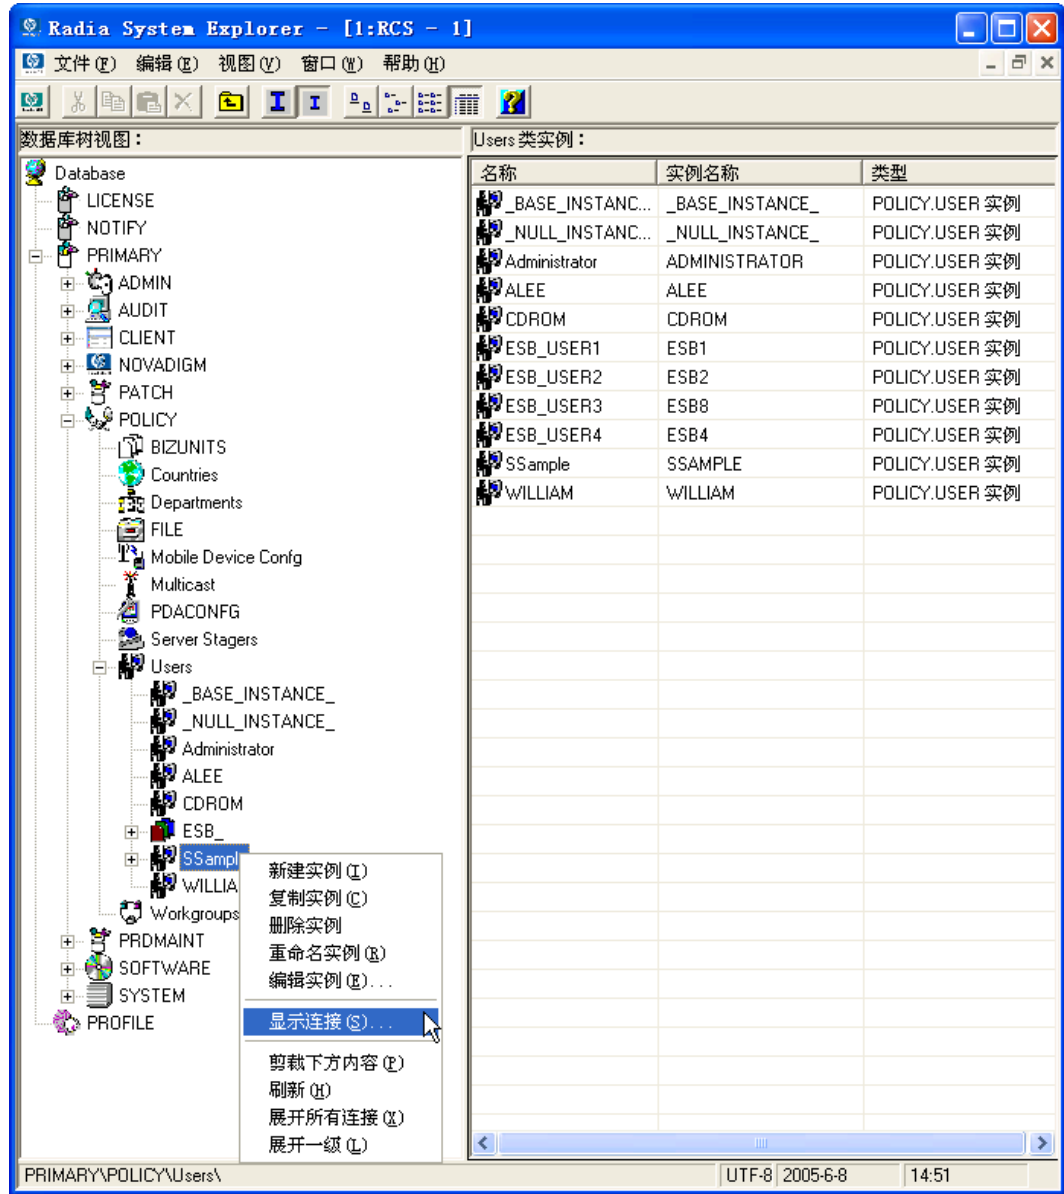 Radia System Explorer - [1:RCS - 1]
文件(F) 编辑(E) 视图(V) 窗口(W) 帮助(H)
数据库树视图：
Database
LICENSE
NOTIFY
PRIMARY
ADMIN
AUDIT
CLIENT
NOVADIGM
PATCH
POLICY
BIZUNITS
Countries
Departments
FILE
Mobile Device Confg
Multicast
PDACONFG
Server Stagers
Users
_BASE_INSTANCE_
_NULL_INSTANCE_
Administrator
ALEE
CDROM
ESB_
SSampl
WILLIA
Workgroups
PRDMAINT
SOFTWARE
SYSTEM
PROFILE
新建实例(I)
复制实例(C)
删除实例
重命名实例(R)
编辑实例(E)...
显示连接(S)...
剪裁下方内容(P)
刷新(H)
展开所有连接(X)
展开一级(L)
Users 类实例：
名称 实例名称 类型
_BASE_INSTANC... _BASE_INSTANCE_ POLICY.USER 实例
_NULL_INSTANC... _NULL_INSTANCE_ POLICY.USER 实例
Administrator ADMINISTRATOR POLICY.USER 实例
ALEE ALEE POLICY.USER 实例
CDROM CDROM POLICY.USER 实例
ESB_USER1 ESB1 POLICY.USER 实例
ESB_USER2 ESB2 POLICY.USER 实例
ESB_USER3 ESB8 POLICY.USER 实例
ESB_USER4 ESB4 POLICY.USER 实例
SSample SSAMPLE POLICY.USER 实例
WILLIAM WILLIAM POLICY.USER 实例
PRIMARY\POLICY\Users\ UTF-8 2005-6-8 14:51